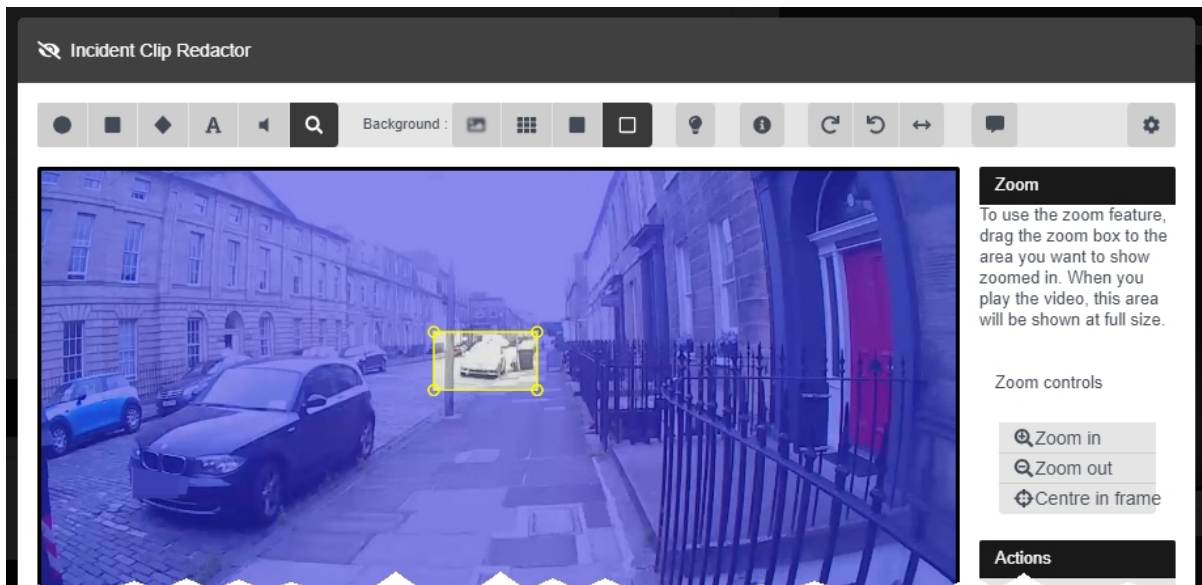 Incident Clip Redactor
A
Background :
Zoom
To use the zoom feature,
drag the zoom box to the
area you want to show
zoomed in. When you
play the video, this area
will be shown at full size.
Zoom controls
Zoom in
Zoom out
Centre in frame
Actions